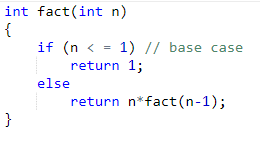 int fact(int n)
{
    if (n < = 1) // base case
        return 1;
    else
        return n*fact(n-1);
}